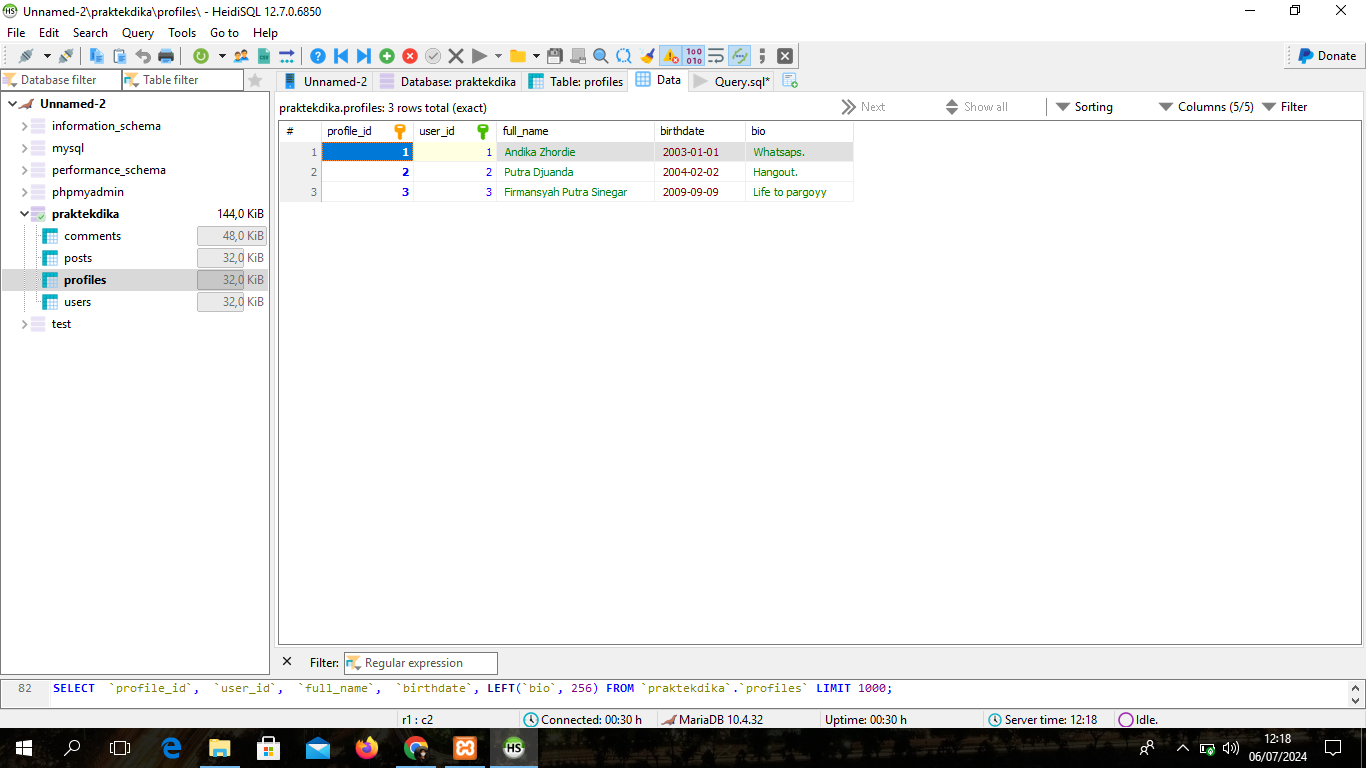 HS Unnamed-2\praktekdika\profiles\ - HeidiSQL 12.7.0.6850
File Edit Search Query Tools Go to Help
Donate
Database filter Table filter
Unnamed-2 Database: praktekdika Table: profiles Data Query.sql*
Unnamed-2
information_schema
mysql
performance_schema
phpmyadmin
praktekdika 144,0 KiB
comments 48,0 KiB
posts 32,0 KiB
profiles 32,0 KiB
users 32,0 KiB
test
praktekdika.profiles: 3 rows total (exact) Next Show all Sorting Columns (5/5) Filter
# profile_id user_id full_name birthdate bio
1 1 1 Andika Zhordie 2003-01-01 Whatsaps.
2 2 2 Putra Djuanda 2004-02-02 Hangout.
3 3 3 Firmansyah Putra Sinegar 2009-09-09 Life to pargoyy
Filter: Regular expression
82 SELECT `profile_id`, `user_id`, `full_name`, `birthdate`, LEFT(`bio`, 256) FROM `praktekdika`.`profiles` LIMIT 1000;
r1 : c2 Connected: 00:30 h MariaDB 10.4.32 Uptime: 00:30 h Server time: 12:18 Idle.
HS
12:18
06/07/2024